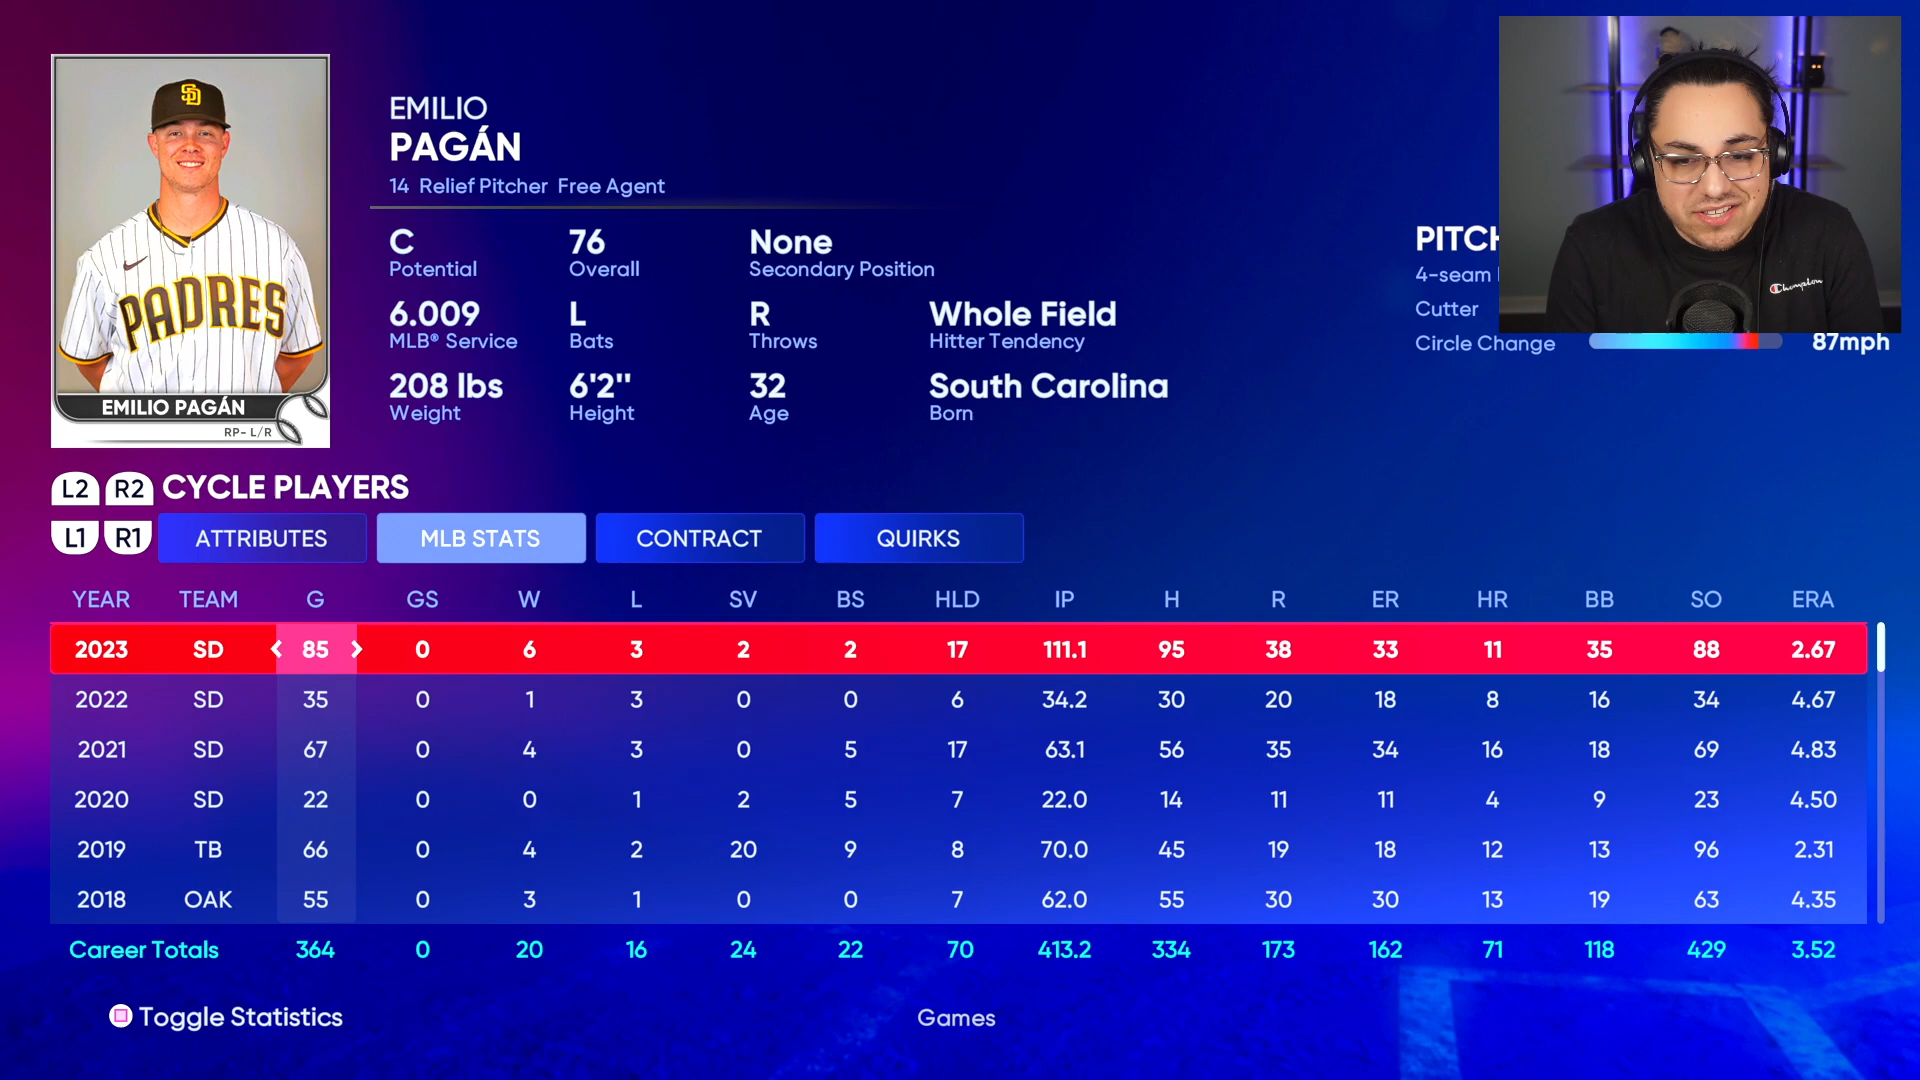 SD
PADRES
EMILIO PAGÁN
RP- L/R
EMILIO
PAGÁN
14 Relief Pitcher Free Agent
C 76 None
Potential Overall Secondary Position
6.009 L R Whole Field
MLB® Service Bats Throws Hitter Tendency
208 lbs 6'2" 32 South Carolina
Weight Height Age Born
PITCH
4-seam
Cutter
Circle Change 87mph
Champion
L2 R2 CYCLE PLAYERS
L1 R1 ATTRIBUTES MLB STATS CONTRACT QUIRKS
YEAR TEAM G GS W L SV BS HLD IP H R ER HR BB SO ERA
2023 SD 85 0 6 3 2 2 17 111.1 95 38 33 11 35 88 2.67
2022 SD 35 0 1 3 0 0 6 34.2 30 20 18 8 16 34 4.67
2021 SD 67 0 4 3 0 5 17 63.1 56 35 34 16 18 69 4.83
2020 SD 22 0 0 1 2 5 7 22.0 14 11 11 4 9 23 4.50
2019 TB 66 0 4 2 20 9 8 70.0 45 19 18 12 13 96 2.31
2018 OAK 55 0 3 1 0 0 7 62.0 55 30 30 13 19 63 4.35
Career Totals 364 0 20 16 24 22 70 413.2 334 173 162 71 118 429 3.52
Toggle Statistics
Games